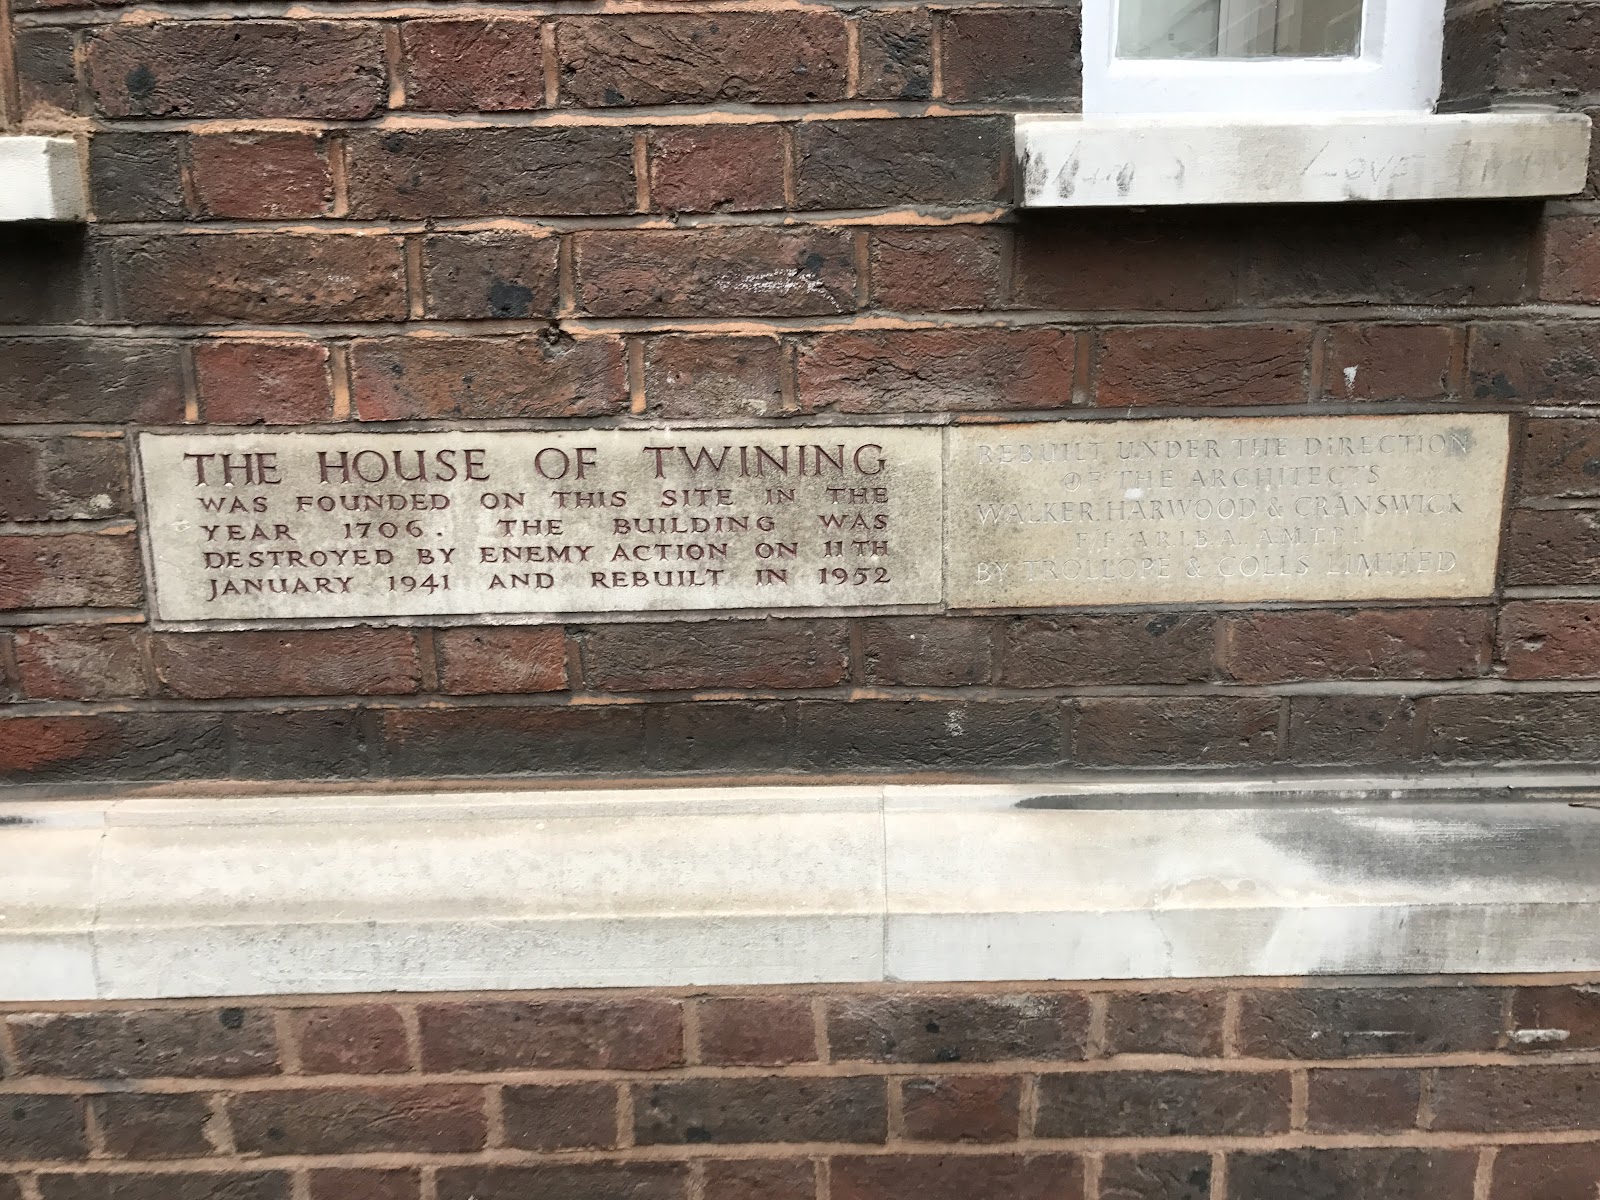 THE HOUSE OF TWINING
WAS FOUNDED ON THIS SITE IN THE
YEAR 1706. THE BUILDING WAS
DESTROYED BY ENEMY ACTION ON 11TH
JANUARY 1941 AND REBUILT IN 1952
REBUILT UNDER THE DIRECTION
OF THE ARCHITECTS
WALKER, HARWOOD & CRANSWICK
F.F. A.R.I.B.A. A.M.T.P.I.
BY TROLLOPE & COLLS LIMITED
LOVE